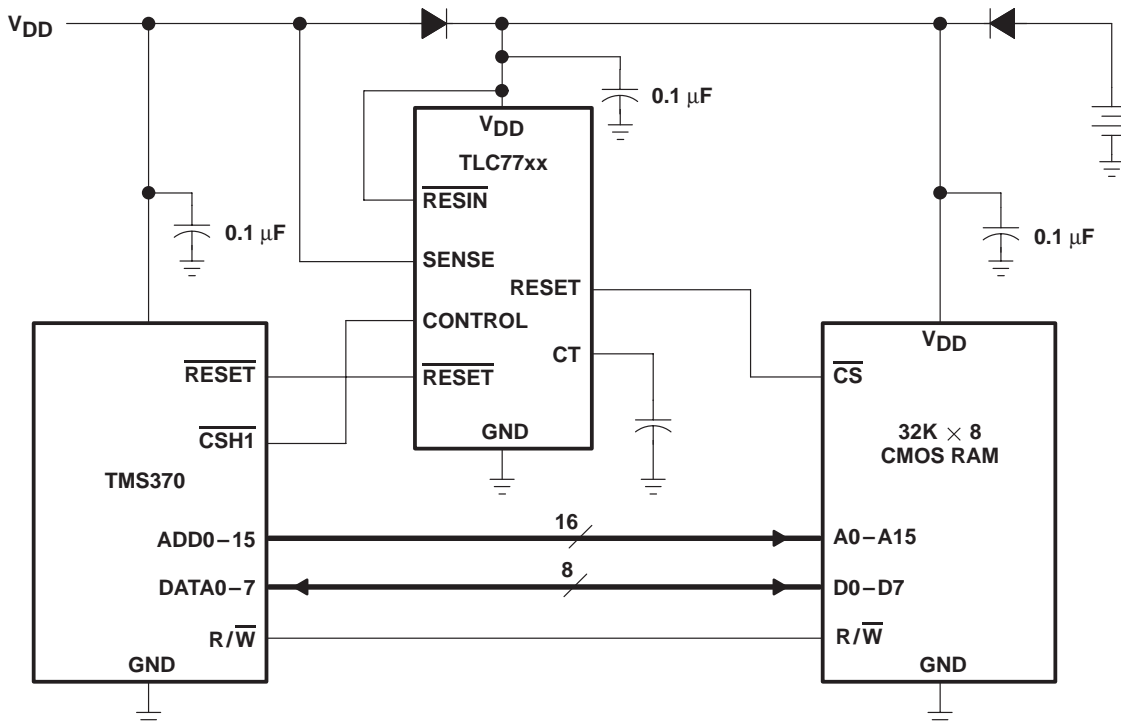 VDD
0.1 μF
VDD
TLC77xx
RESIN
0.1 μF
0.1 μF
SENSE
RESET
CONTROL
VDD
CT
RESET
RESET
CS
CSH1
GND
32K × 8
CMOS RAM
TMS370
16
ADD0–15
A0–A15
8
DATA0–7
D0–D7
R/W
R/W
GND
GND